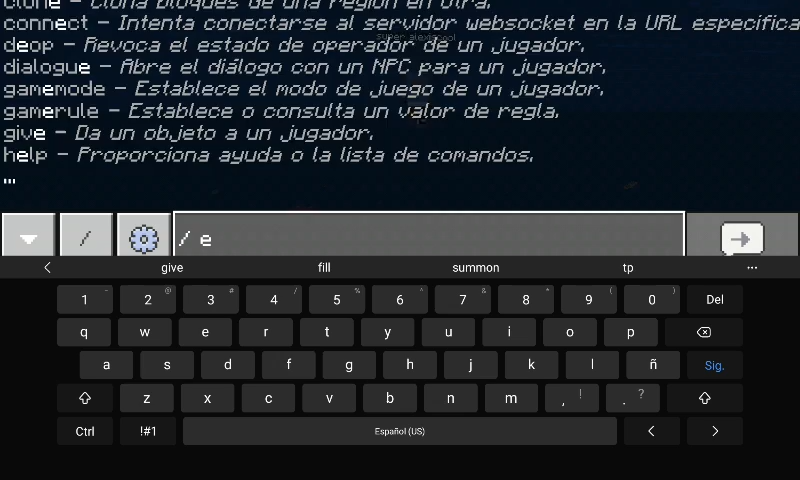 clone – Clona bloques de una región en otra.
connect – Intenta conectarse al servidor websocket en la URL especifica
super alexiscool
deop – Revoca el estado de operador de un jugador.
dialogue – Abre el diálogo con un NPC para un jugador.
gamemode – Establece el modo de juego de un jugador.
gamerule – Establece o consulta un valor de regla.
give – Da un objeto a un jugador.
help – Proporciona ayuda o la lista de comandos.
...
/
/ e
give fill summon tp ...
1 - 2 @ 3 # 4 / 5 % 6 ^ 7 & 8 * 9 ( 0 ) Del
q w e r t y u i o p
a s d f g h j k l ñ Sig.
z x c v b n m , ! . ?
Ctrl !#1 Español (US) < >